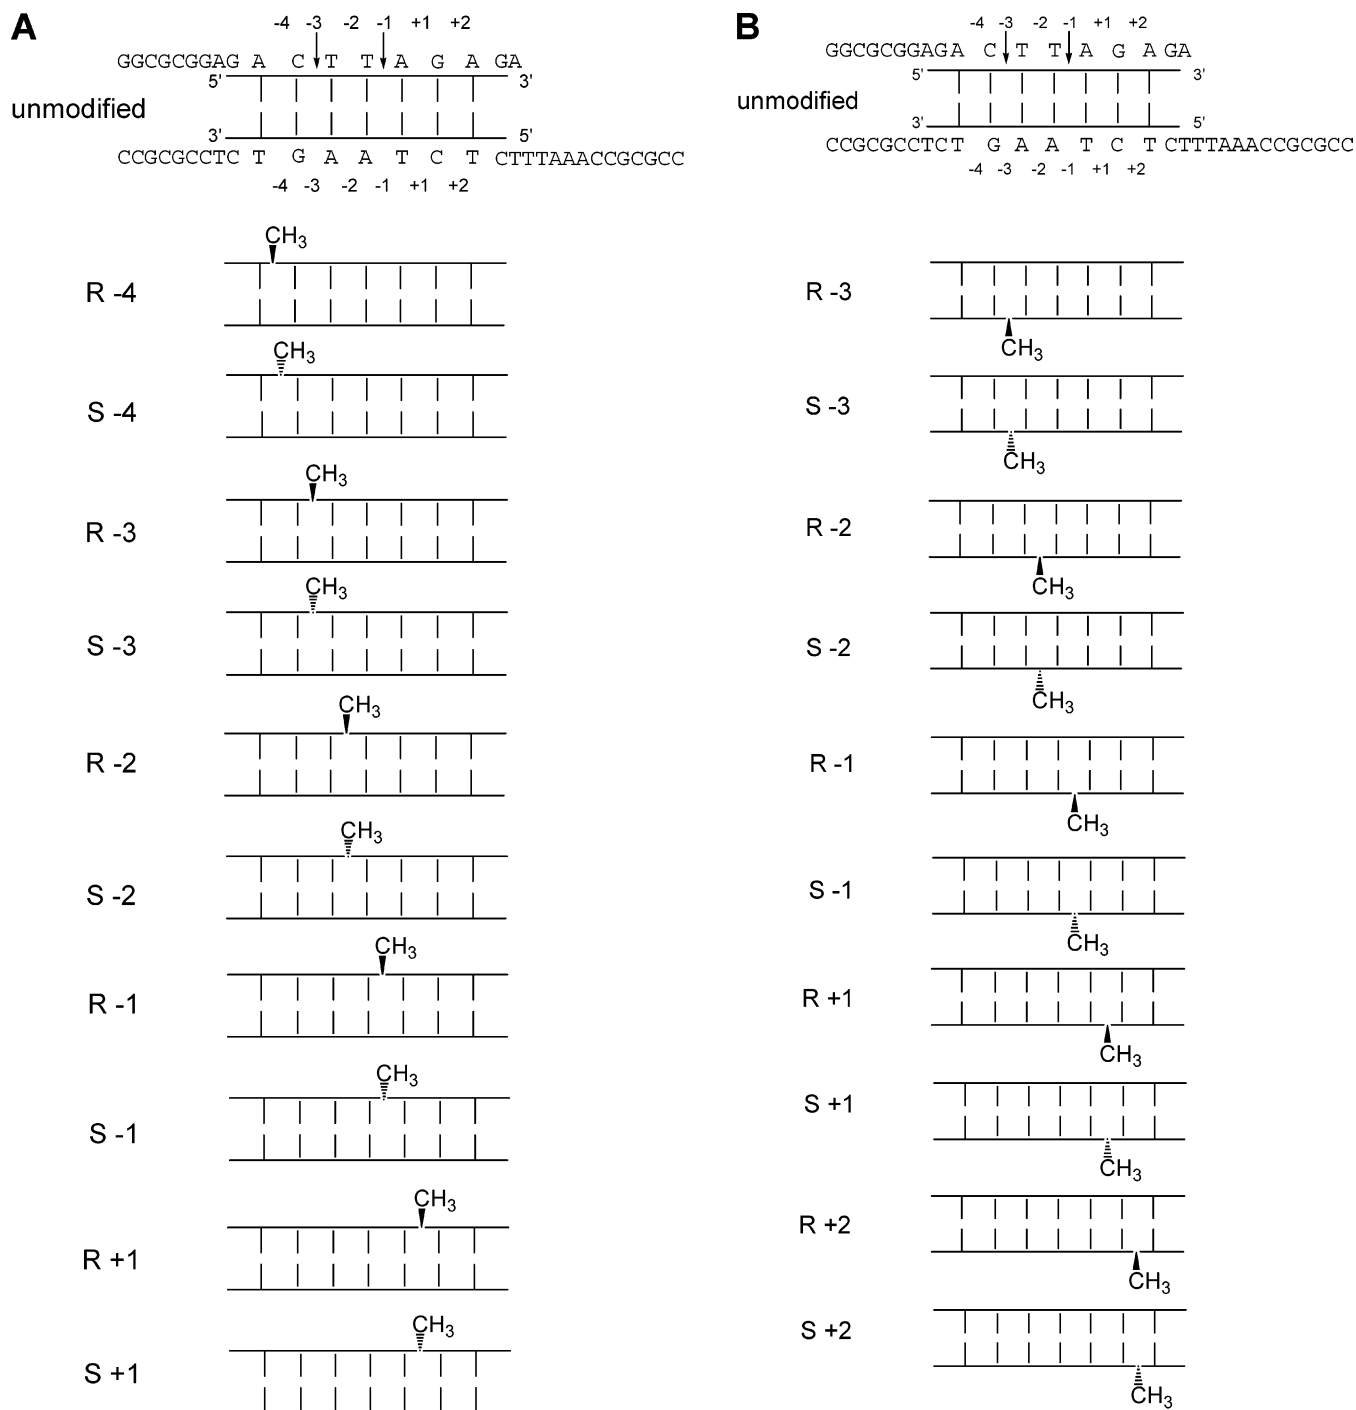 A
-4 -3 -2 -1 +1 +2
GGCGCGGAG A C T T A G A GA
5' 3'
unmodified
3' 5'
CCGCGCCTC T G A A T C T CTTTAAACCGCGCC
-4 -3 -2 -1 +1 +2
CH3
R -4
CH3
S -4
CH3
R -3
CH3
S -3
CH3
R -2
CH3
S -2
CH3
R -1
CH3
S -1
CH3
R +1
CH3
S +1
B
-4 -3 -2 -1 +1 +2
GGCGCGGAGA C T T A G A GA
5' 3'
unmodified
3' 5'
CCGCGCCTCT G A A T C T CTTTAAACCGCGCC
-4 -3 -2 -1 +1 +2
R -3
CH3
S -3
CH3
R -2
CH3
S -2
CH3
R -1
CH3
S -1
CH3
R +1
CH3
S +1
CH3
R +2
CH3
S +2
CH3